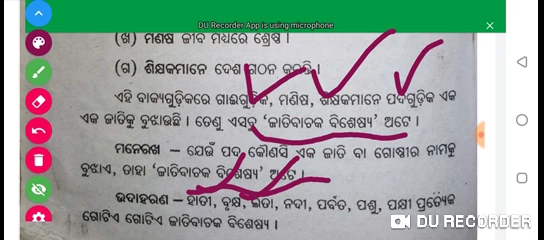 DU Recorder App is using microphone
(ଖ) ମଣିଷ ଜୀବ ମଧ୍ୟରେ ଶ୍ରେଷ୍ଠ ।
(ଗ) ଶିକ୍ଷକମାନେ ଦେଶ ଗଠନ କରନ୍ତି ।
ଏହି ବାକ୍ୟଗୁଡ଼ିକରେ ଗାଈଗୁଡ଼ିକ, ମଣିଷ, ଶିକ୍ଷକମାନେ ପଦଗୁଡ଼ିକ ଏକ
ଏକ ଜାତିକୁ ବୁଝାଉଛି । ତେଣୁ ଏସବୁ 'ଜାତିବାଚକ ବିଶେଷ୍ୟ' ଅଟେ ।
ମନେରଖ – ଯେଉଁ ପଦ କୌଣସି ଏକ ଜାତି ବା ଗୋଷ୍ଠୀର ନାମକୁ
ବୁଝାଏ, ତାହା 'ଜାତିବାଚକ ବିଶେଷ୍ୟ' ଅଟେ ।
ଉଦାହରଣ – ହାତୀ, ବୃକ୍ଷ, ଲତା, ନଦୀ, ପର୍ବତ, ପଶୁ, ପକ୍ଷୀ ପ୍ରତ୍ୟେକ
ଗୋଟିଏ ଗୋଟିଏ ଜାତିବାଚକ ବିଶେଷ୍ୟ ।
DU RECORDER